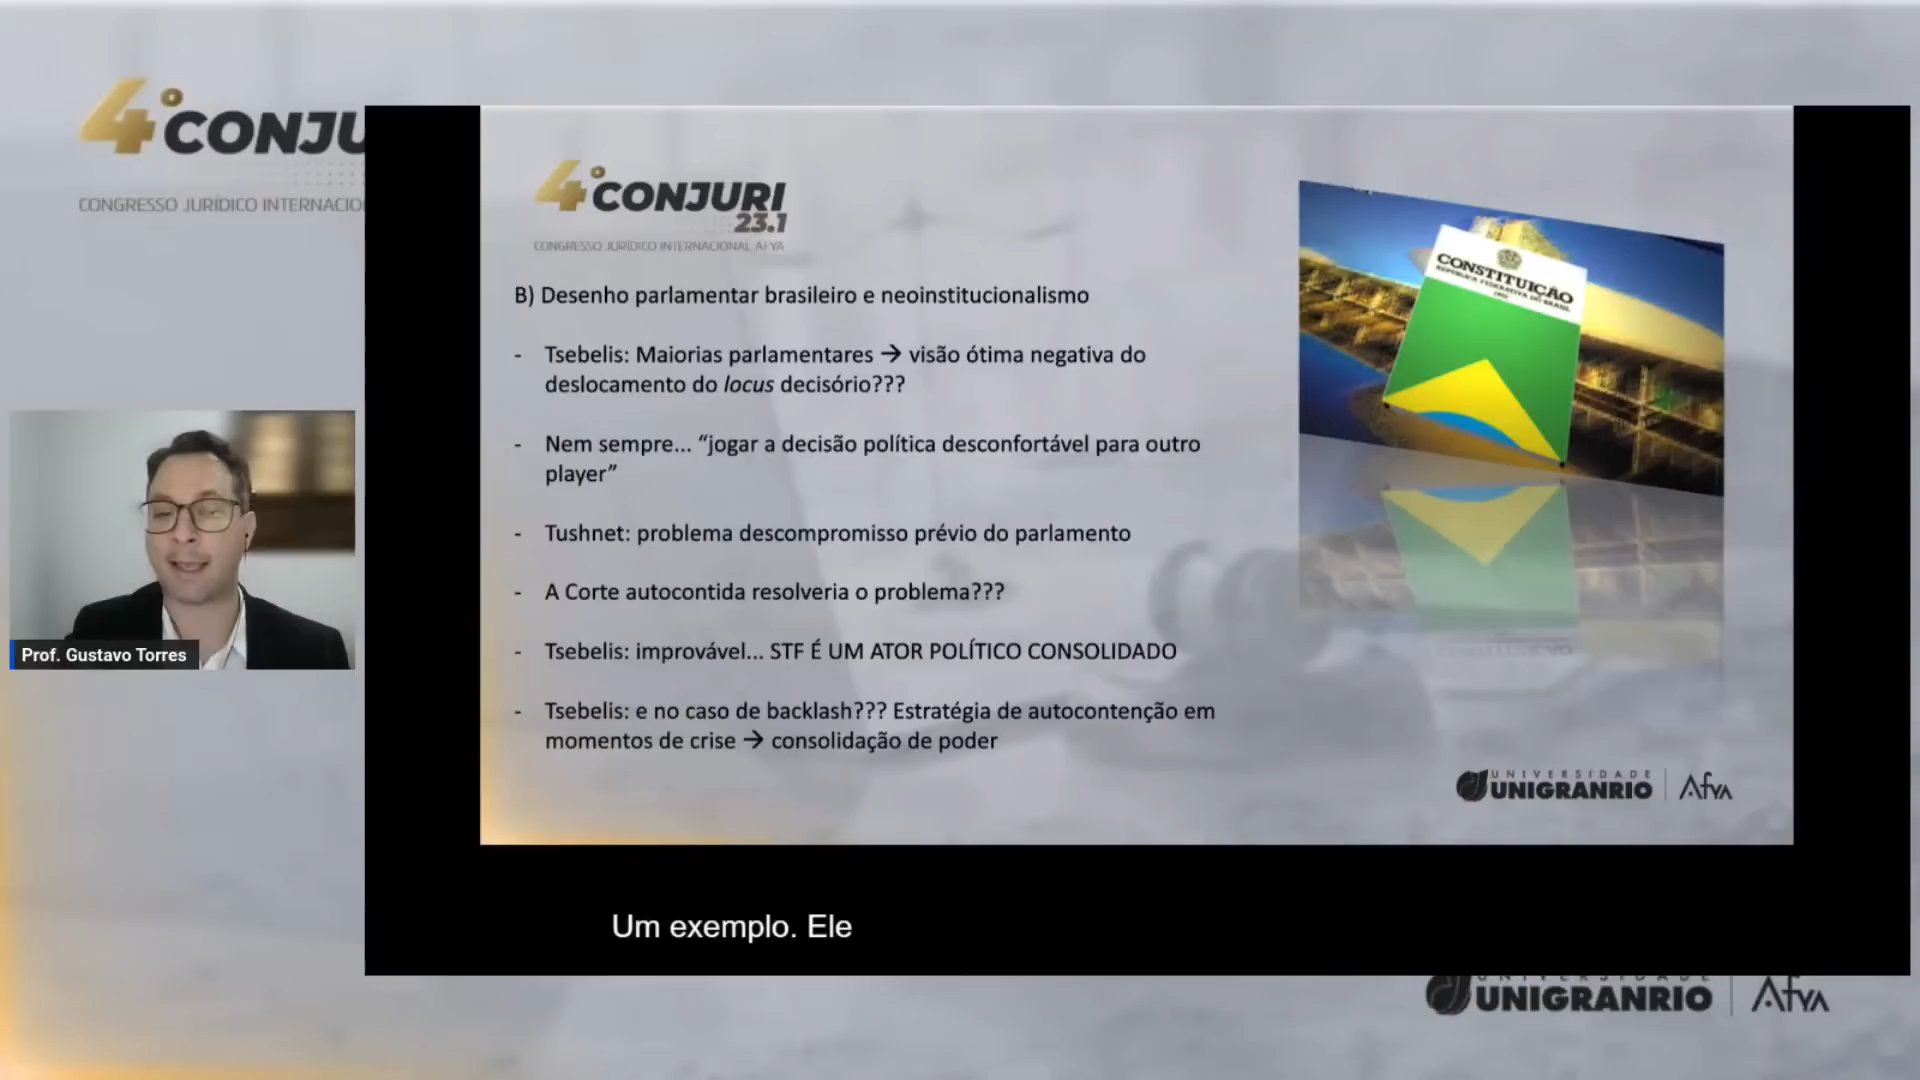 4º CONJU
CONGRESSO JURÍDICO INTERNACIO
4º CONJURI
23.1
CONGRESSO JURÍDICO INTERNACIONAL AFYA
B) Desenho parlamentar brasileiro e neoinstitucionalismo
- Tsebelis: Maiorias parlamentares → visão ótima negativa do
deslocamento do locus decisório???
- Nem sempre... “jogar a decisão política desconfortável para outro
player”
- Tushnet: problema descompromisso prévio do parlamento
- A Corte autocontida resolveria o problema???
- Tsebelis: improvável... STF É UM ATOR POLÍTICO CONSOLIDADO
- Tsebelis: e no caso de backlash??? Estratégia de autocontenção em
momentos de crise → consolidação de poder
CONSTITUIÇÃO
REPÚBLICA FEDERATIVA DO BRASIL
UNIVERSIDADE
UNIGRANRIO
Afya
Prof. Gustavo Torres
Um exemplo. Ele
UNIVERSIDADE
UNIGRANRIO
Afya